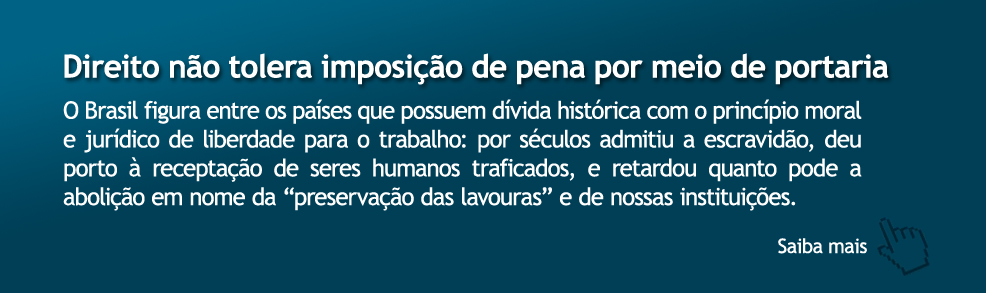 Direito não tolera imposição de pena por meio de portaria
O Brasil figura entre os países que possuem dívida histórica com o princípio moral
e jurídico de liberdade para o trabalho: por séculos admitiu a escravidão, deu
porto à receptação de seres humanos traficados, e retardou quanto pode a
abolição em nome da “preservação das lavouras” e de nossas instituições.
Saiba mais